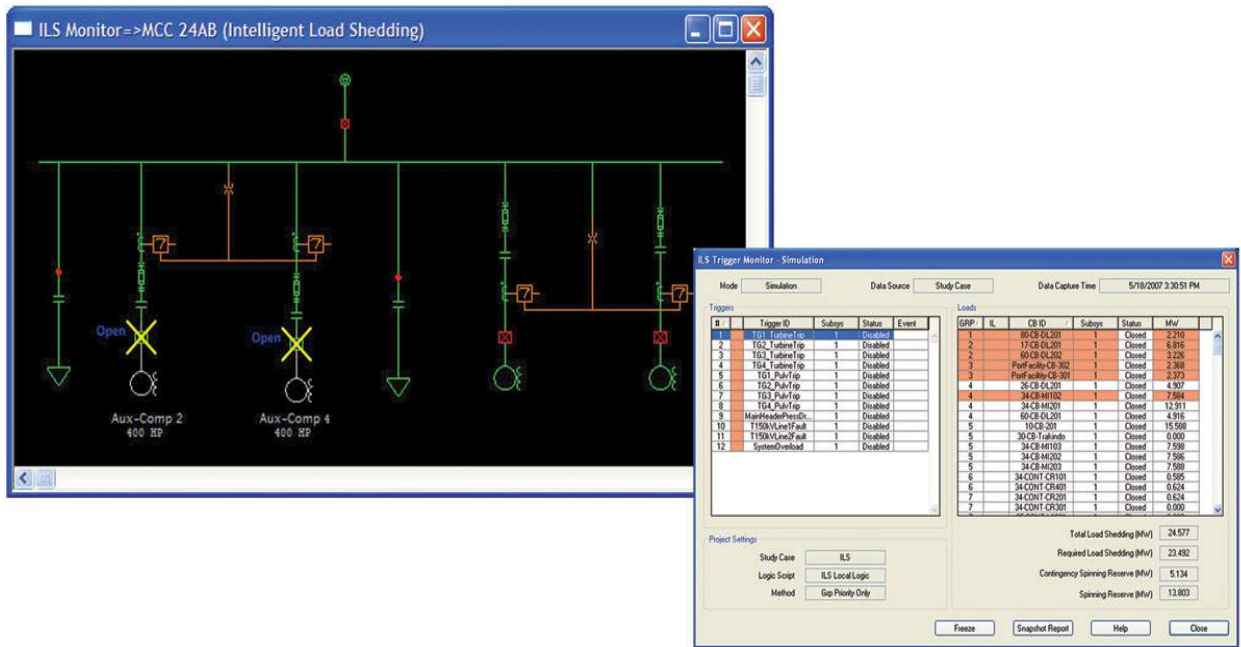 ILS Monitor=>MCC 24AB (Intelligent Load Shedding)
Open
Open
Aux-Comp 2
400 HP
Aux-Comp 4
400 HP
ILS Trigger Monitor - Simulation
Mode Simulation Data Source Study Case Data Capture Time 5/18/2007 3:30:51 PM
Triggers
# Trigger ID Subsys Status Event
1 TG1_TurbineTrip 1 Disabled
2 TG2_TurbineTrip 1 Disabled
3 TG3_TurbineTrip 1 Disabled
4 TG4_TurbineTrip 1 Disabled
5 TG1_PulvTrip 1 Disabled
6 TG2_PulvTrip 1 Disabled
7 TG3_PulvTrip 1 Disabled
8 TG4_PulvTrip 1 Disabled
9 MainHeaderPressDr... 1 Disabled
10 T150kVLine1Fault 1 Disabled
11 T150kVLine2Fault 1 Disabled
12 SystemOverload 1 Disabled
Loads
GRP IL CB ID Subsys Status MW
1 80-CB-DL201 1 Closed 2.210
2 17-CB-DL201 1 Closed 6.816
2 60-CB-DL202 1 Closed 3.226
3 PortFacility-CB-302 1 Closed 2.368
3 PortFacility-CB-301 1 Closed 2.373
4 26-CB-DL201 1 Closed 4.907
4 34-CB-MI102 1 Closed 7.584
4 34-CB-MI201 1 Closed 12.911
4 60-CB-DL201 1 Closed 4.916
5 10-CB-201 1 Closed 15.588
5 30-CB-Trakindo 1 Closed 0.000
5 34-CB-MI103 1 Closed 7.598
5 34-CB-MI202 1 Closed 7.586
5 34-CB-MI203 1 Closed 7.588
6 34-CONT-CR101 1 Closed 0.585
6 34-CONT-CR401 1 Closed 0.624
7 34-CONT-CR201 1 Closed 0.624
7 34-CONT-CR301 1 Closed 0.000
Total Load Shedding (MW) 24.577
Required Load Shedding (MW) 23.492
Contingency Spinning Reserve (MW) 5.134
Spinning Reserve (MW) 13.803
Project Settings
Study Case ILS
Logic Script ILS Local Logic
Method Grp Priority Only
Freeze Snapshot Report Help Close